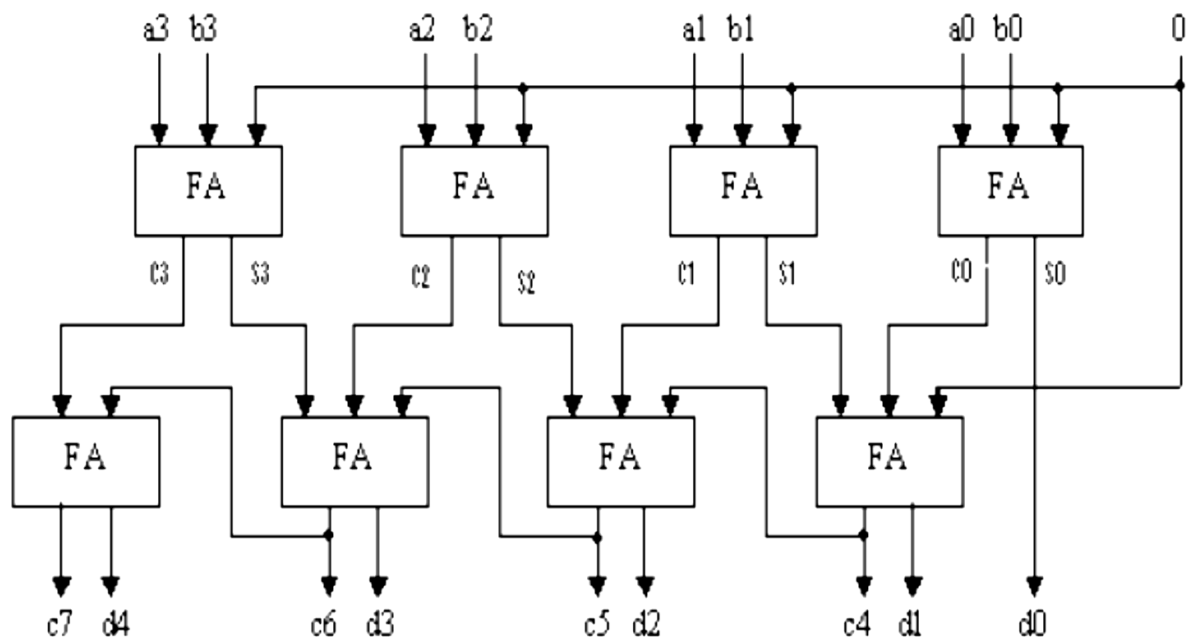 a3 b3 a2 b2 a1 b1 a0 b0 0
FA FA FA FA
c3 s3 c2 s2 c1 s1 c0 s0
FA FA FA FA
c7 d4 c6 d3 c5 d2 c4 d1 d0